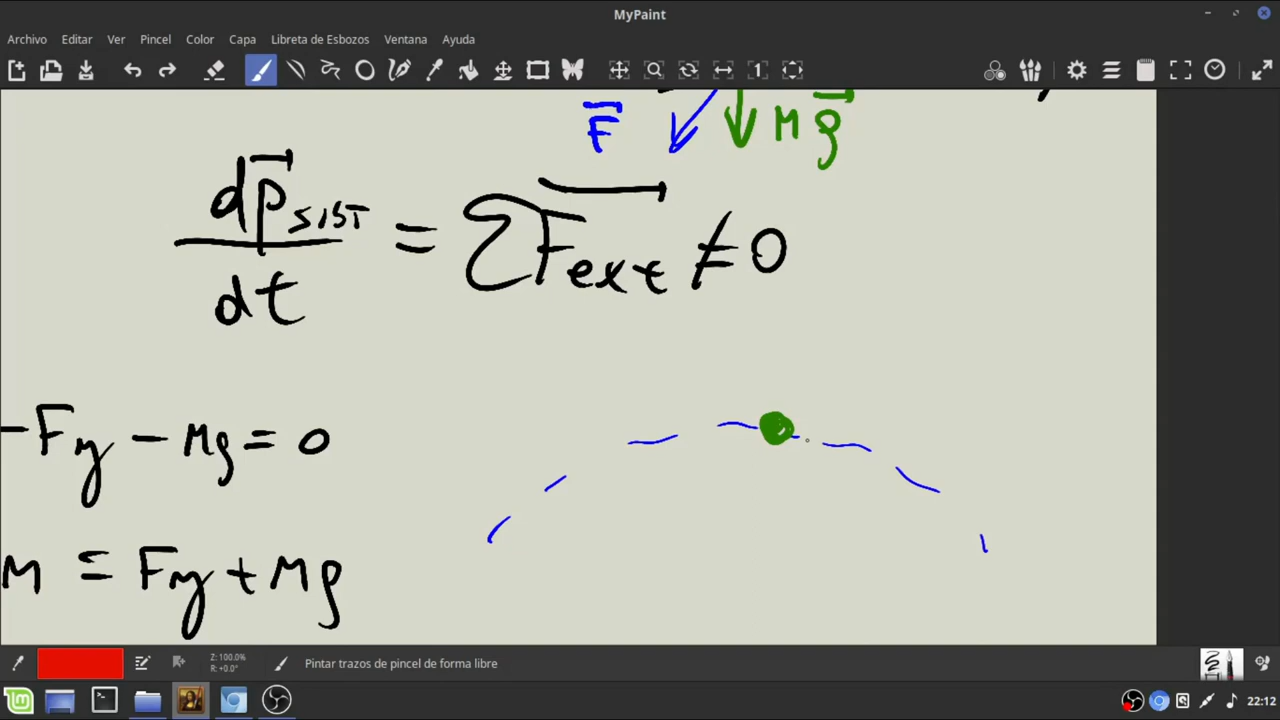 MyPaint
Archivo Editar Ver Pincel Color Capa Libreta de Esbozos Ventana Ayuda
F Mg
dp_SIST / dt = ΣF_ext ≠ 0
-Fy - Mg = 0
M = Fy + Mg
Z: 100.0%
R: +0.0°
Pintar trazos de pincel de forma libre
22:12